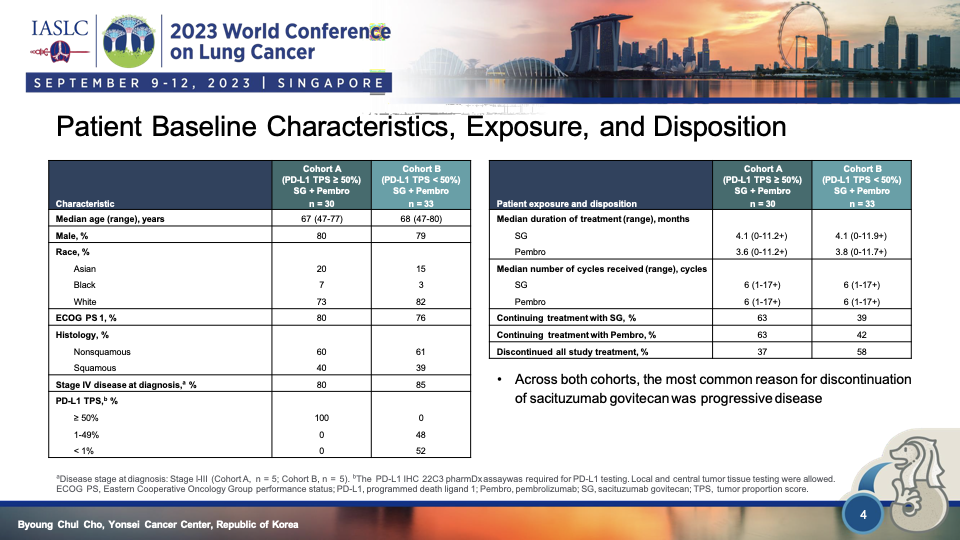 IASLC
2023 World Conference
on Lung Cancer
SEPTEMBER 9-12, 2023 | SINGAPORE
Patient Baseline Characteristics, Exposure, and Disposition
Characteristic Cohort A (PD-L1 TPS ≥ 50%) SG + Pembro n = 30 Cohort B (PD-L1 TPS < 50%) SG + Pembro n = 33
Median age (range), years 67 (47-77) 68 (47-80)
Male, % 80 79
Race, %
Asian 20 15
Black 7 3
White 73 82
ECOG PS 1, % 80 76
Histology, %
Nonsquamous 60 61
Squamous 40 39
Stage IV disease at diagnosis,ᵃ % 80 85
PD-L1 TPS,ᵇ %
≥ 50% 100 0
1-49% 0 48
< 1% 0 52
Patient exposure and disposition Cohort A (PD-L1 TPS ≥ 50%) SG + Pembro n = 30 Cohort B (PD-L1 TPS < 50%) SG + Pembro n = 33
Median duration of treatment (range), months
SG 4.1 (0-11.2+) 4.1 (0-11.9+)
Pembro 3.6 (0-11.2+) 3.8 (0-11.7+)
Median number of cycles received (range), cycles
SG 6 (1-17+) 6 (1-17+)
Pembro 6 (1-17+) 6 (1-17+)
Continuing treatment with SG, % 63 39
Continuing treatment with Pembro, % 63 42
Discontinued all study treatment, % 37 58
• Across both cohorts, the most common reason for discontinuation
of sacituzumab govitecan was progressive disease
ᵃDisease stage at diagnosis: Stage I-III (Cohort A, n = 5; Cohort B, n = 5). ᵇThe PD-L1 IHC 22C3 pharmDx assay was required for PD-L1 testing. Local and central tumor tissue testing were allowed.
ECOG PS, Eastern Cooperative Oncology Group performance status; PD-L1, programmed death ligand 1; Pembro, pembrolizumab; SG, sacituzumab govitecan; TPS, tumor proportion score.
Byoung Chul Cho, Yonsei Cancer Center, Republic of Korea
4